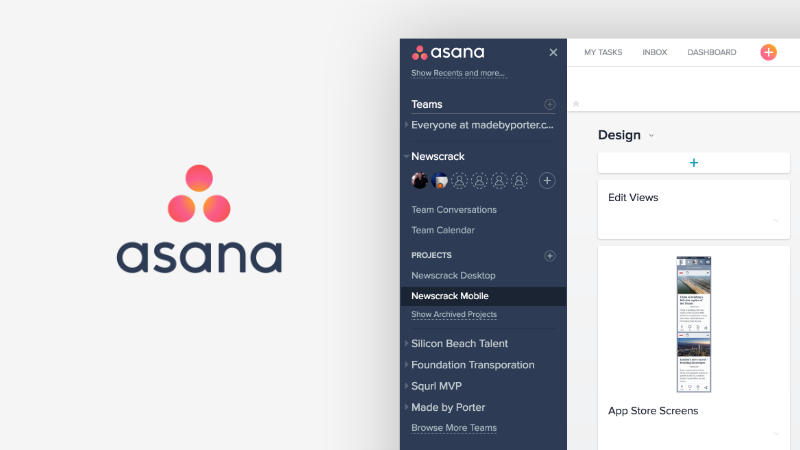 asana
asana
Show Recents and more...
Teams
Everyone at madebyporter.c...
Newscrack
Team Conversations
Team Calendar
PROJECTS
Newscrack Desktop
Newscrack Mobile
Show Archived Projects
Silicon Beach Talent
Foundation Transporation
Squrl MVP
Made by Porter
Browse More Teams
MY TASKS INBOX DASHBOARD
Design
Edit Views
App Store Screens